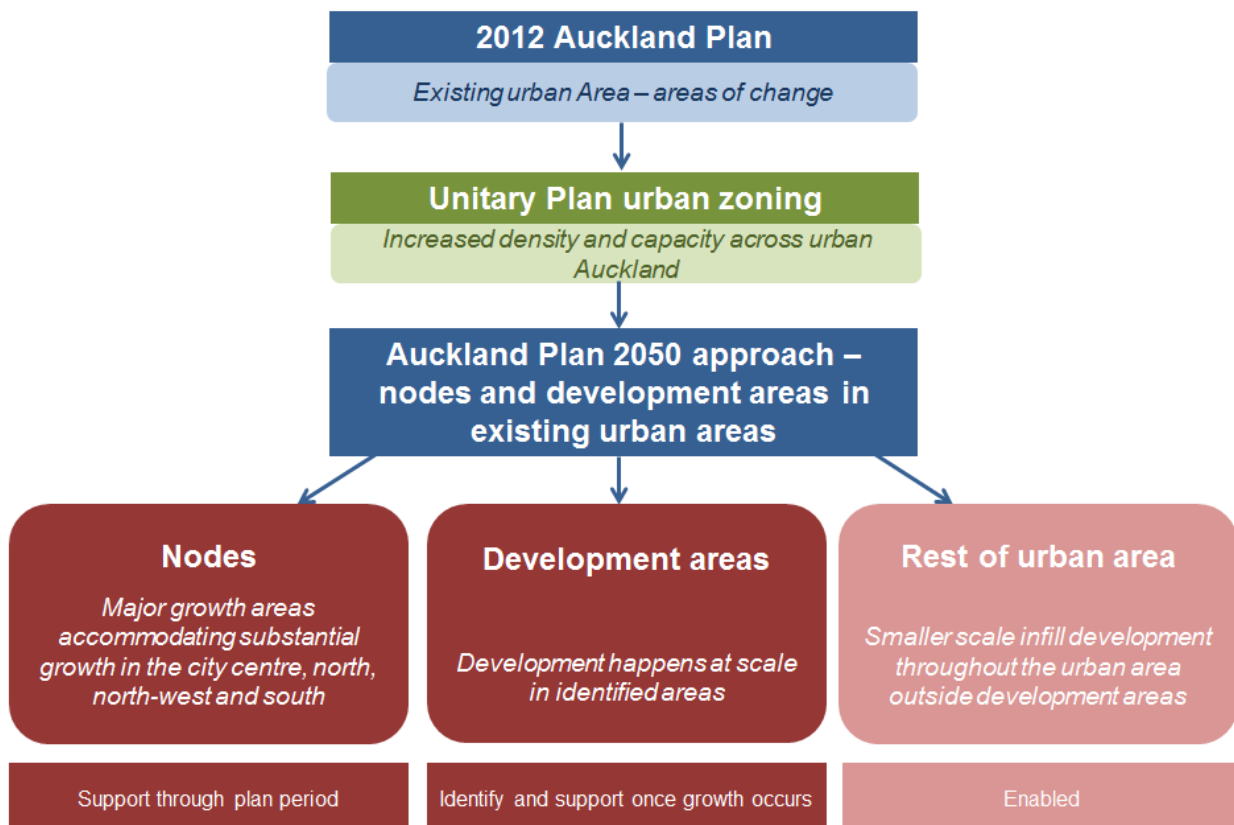 2012 Auckland Plan
Existing urban Area – areas of change
Unitary Plan urban zoning
Increased density and capacity across urban
Auckland
Auckland Plan 2050 approach –
nodes and development areas in
existing urban areas
Nodes
Major growth areas
accommodating substantial
growth in the city centre, north,
north-west and south
Support through plan period
Development areas
Development happens at scale
in identified areas
Identify and support once growth occurs
Rest of urban area
Smaller scale infill development
throughout the urban area
outside development areas
Enabled